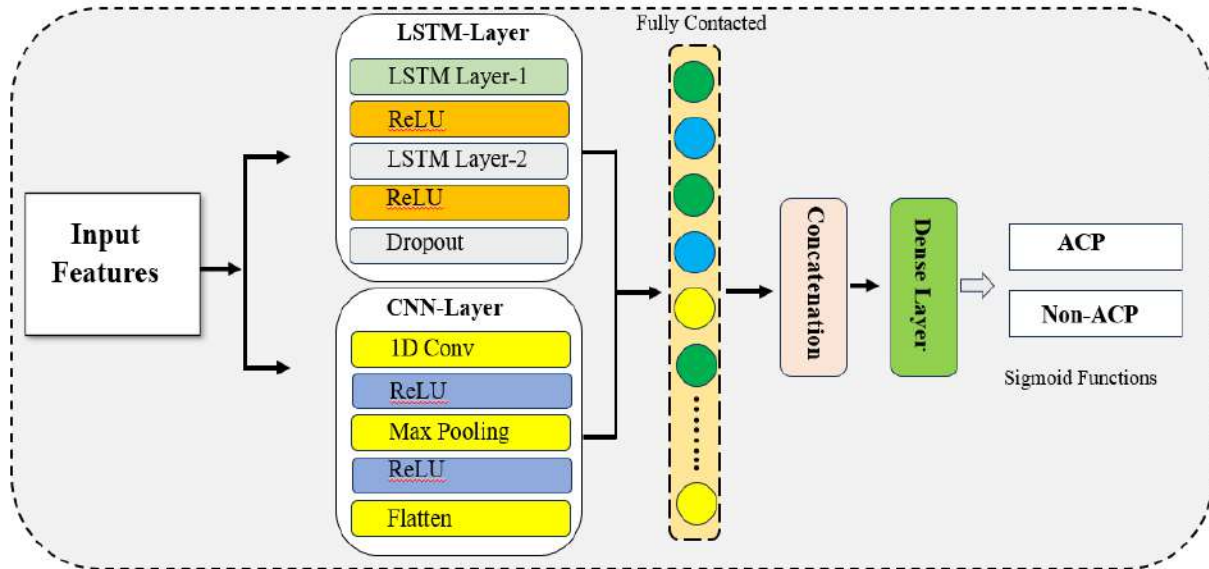 Input
Features
LSTM-Layer
LSTM Layer-1
ReLU
LSTM Layer-2
ReLU
Dropout
CNN-Layer
1D Conv
ReLU
Max Pooling
ReLU
Flatten
Fully Contacted
Concatenation
Dense Layer
ACP
Non-ACP
Sigmoid Functions